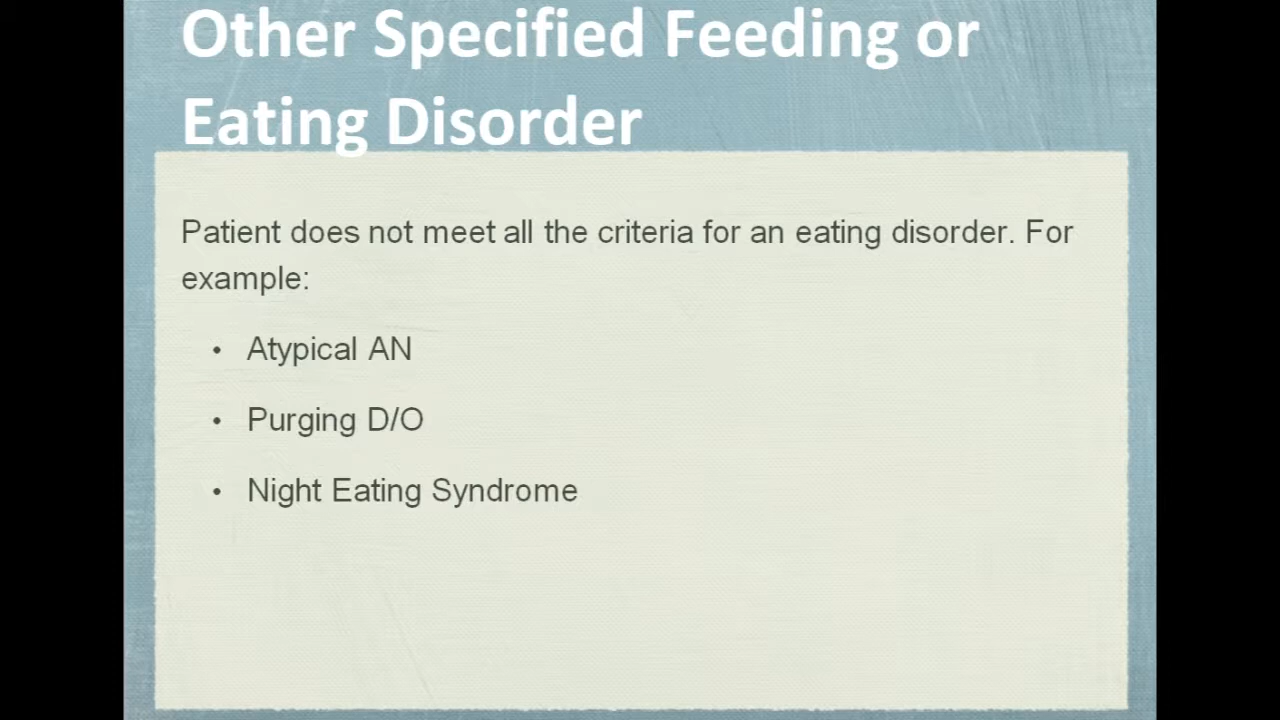 Other Specified Feeding or
Eating Disorder
Patient does not meet all the criteria for an eating disorder. For
example:
• Atypical AN
• Purging D/O
• Night Eating Syndrome